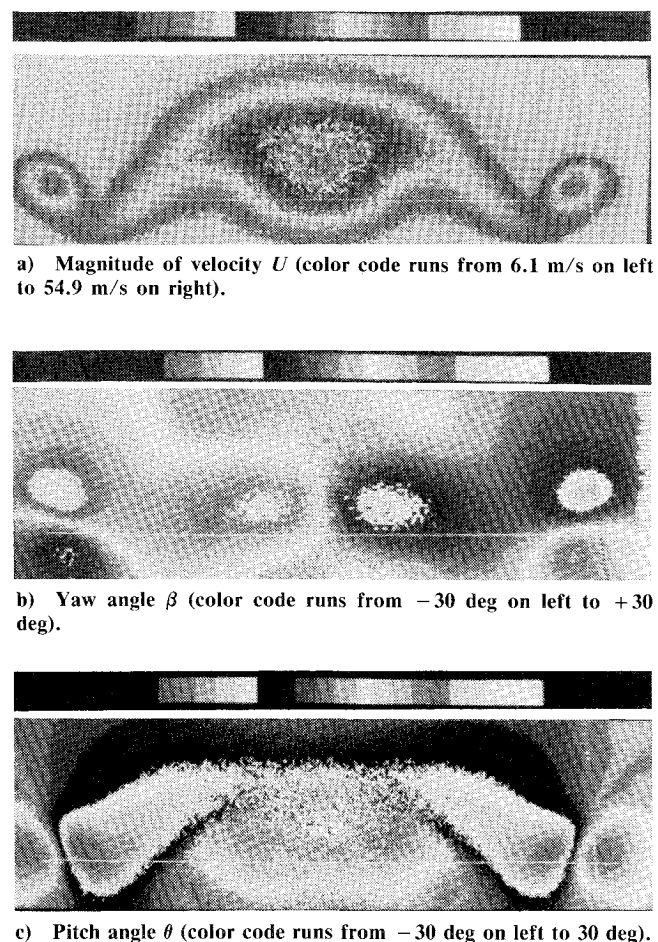 a) Magnitude of velocity U (color code runs from 6.1 m/s on left
to 54.9 m/s on right).
b) Yaw angle β (color code runs from −30 deg on left to +30
deg).
c) Pitch angle θ (color code runs from −30 deg on left to 30 deg).